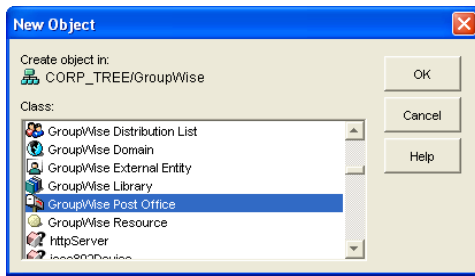 New Object
Create object in:
CORP_TREE/GroupWise
Class:
GroupWise Distribution List
GroupWise Domain
GroupWise External Entity
GroupWise Library
GroupWise Post Office
GroupWise Resource
httpServer
OK
Cancel
Help